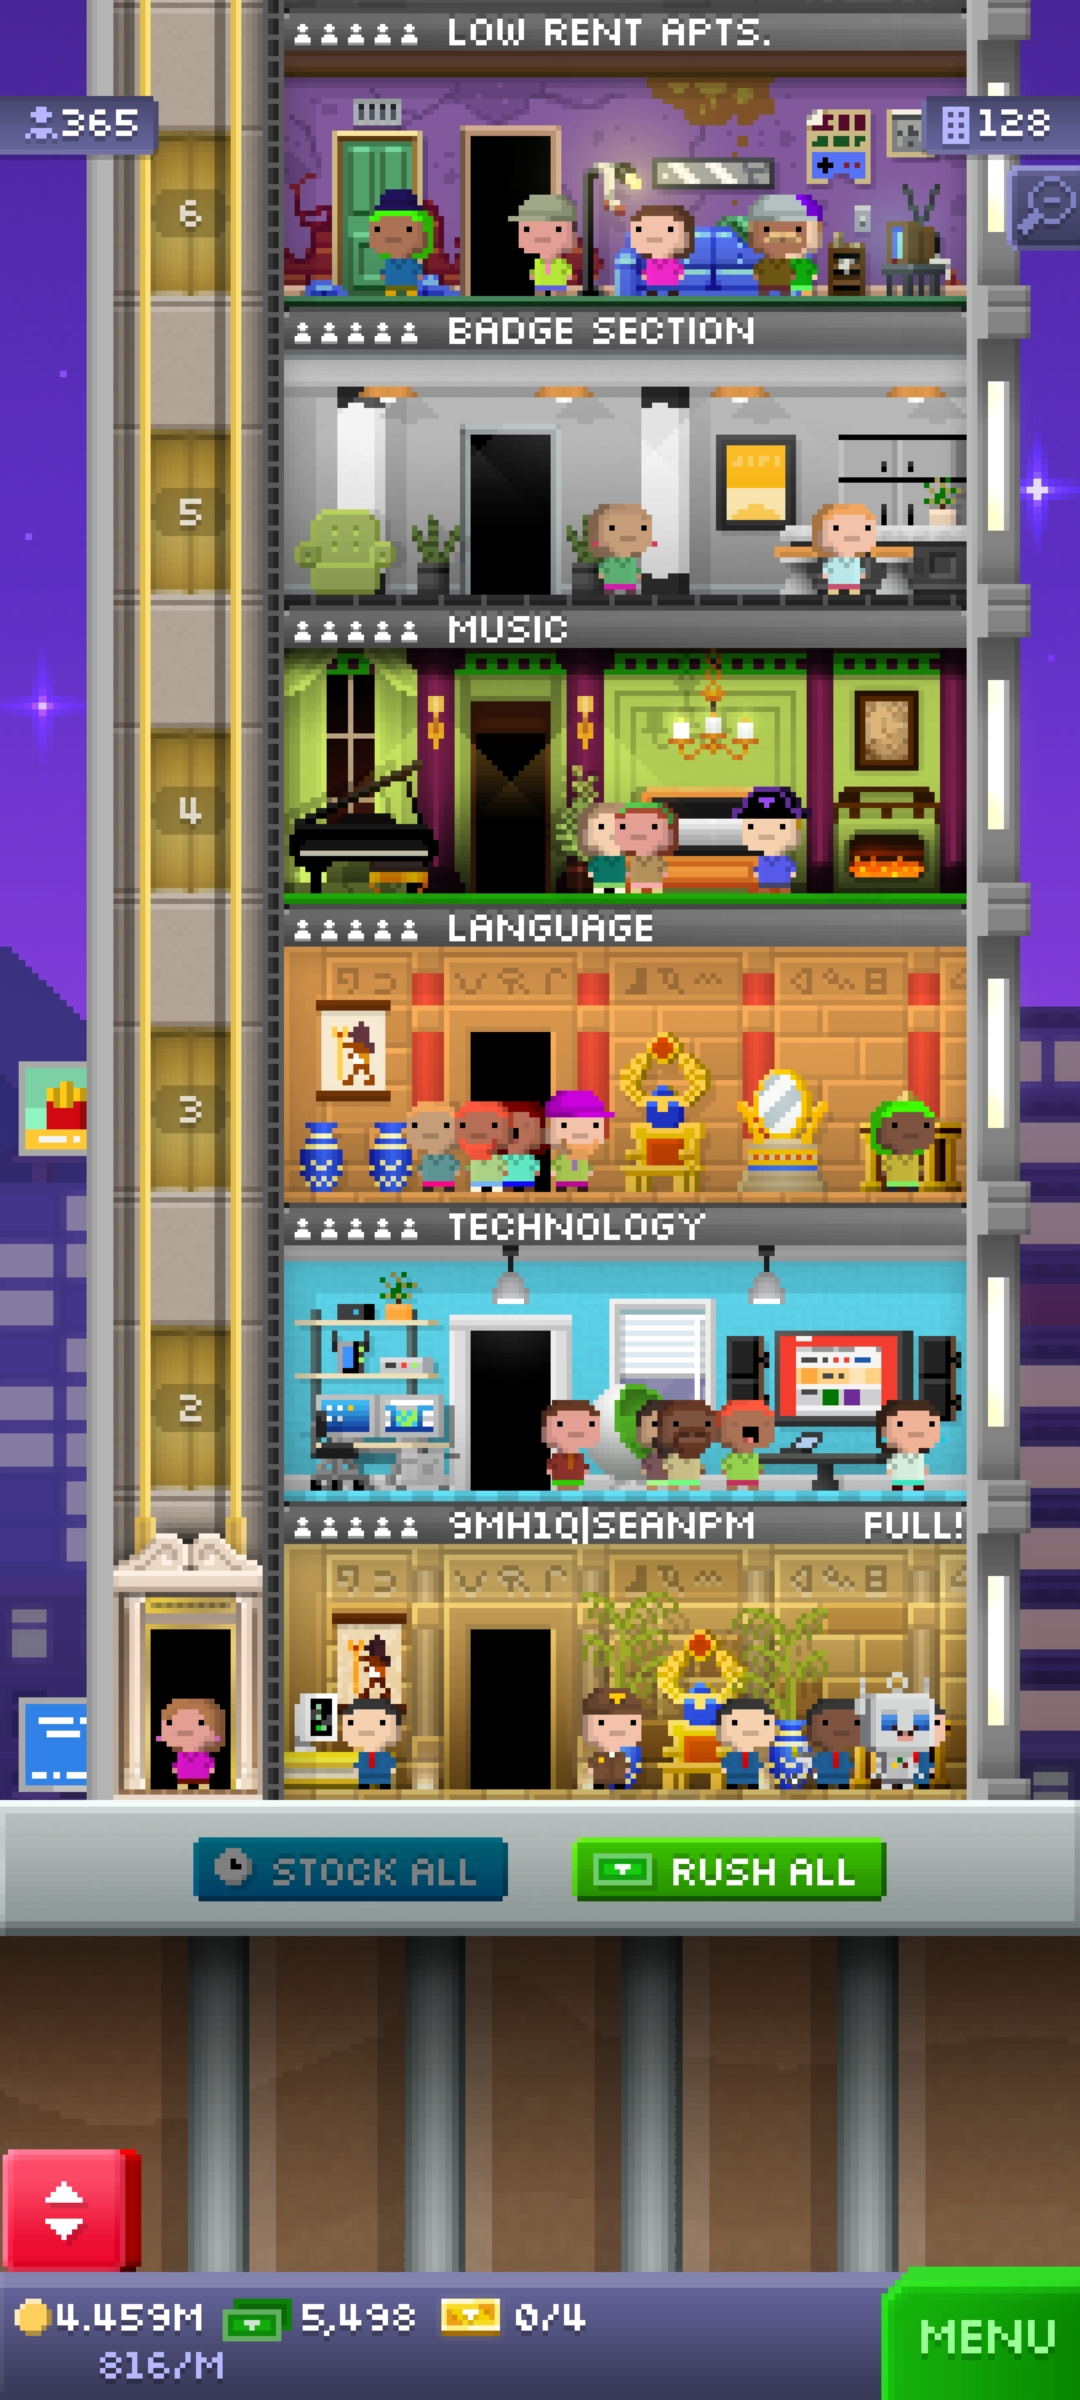 LOW RENT APTS.
365
128
6
BADGE SECTION
5
MUSIC
4
LANGUAGE
3
TECHNOLOGY
2
9MH1Q|SEANPM FULL!
STOCK ALL
RUSH ALL
4.459M 5,498 0/4
816/M
MENU